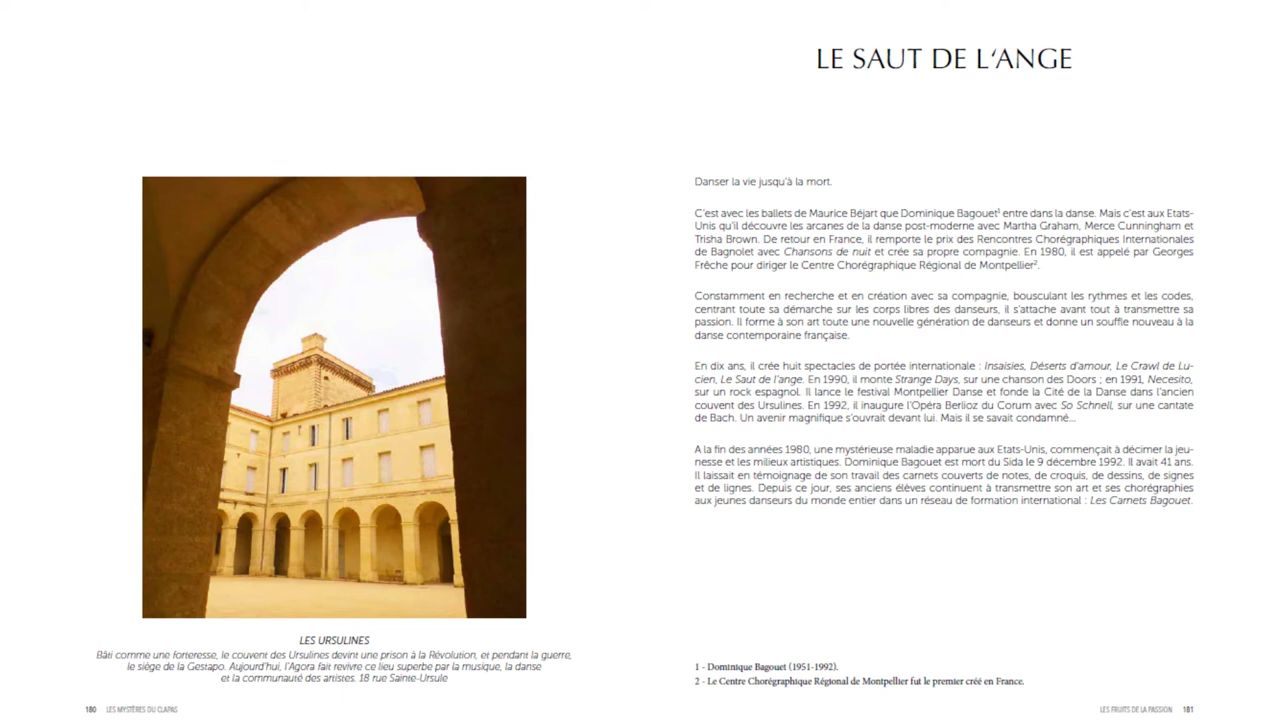 LES URSULINES
Bâti comme une forteresse, le couvent des Ursulines devint une prison à la Révolution, et pendant la guerre,
le siège de la Gestapo. Aujourd'hui, l'Agora fait revivre ce lieu superbe par la musique, la danse
et la communauté des artistes. 18 rue Sainte-Ursule
180 LES MYSTÈRES DU CLAPAS
LE SAUT DE L‘ANGE
Danser la vie jusqu'à la mort.
C'est avec les ballets de Maurice Béjart que Dominique Bagouet¹ entre dans la danse. Mais c'est aux Etats-
Unis qu'il découvre les arcanes de la danse post-moderne avec Martha Graham, Merce Cunningham et
Trisha Brown. De retour en France, il remporte le prix des Rencontres Chorégraphiques Internationales
de Bagnolet avec Chansons de nuit et crée sa propre compagnie. En 1980, il est appelé par Georges
Frêche pour diriger le Centre Chorégraphique Régional de Montpellier².
Constamment en recherche et en création avec sa compagnie, bousculant les rythmes et les codes,
centrant toute sa démarche sur les corps libres des danseurs, il s'attache avant tout à transmettre sa
passion. Il forme à son art toute une nouvelle génération de danseurs et donne un souffle nouveau à la
danse contemporaine française.
En dix ans, il crée huit spectacles de portée internationale : Insaisies, Déserts d'amour, Le Crawl de Lu-
cien, Le Saut de l'ange. En 1990, il monte Strange Days, sur une chanson des Doors ; en 1991, Necesito,
sur un rock espagnol. Il lance le festival Montpellier Danse et fonde la Cité de la Danse dans l'ancien
couvent des Ursulines. En 1992, il inaugure l'Opéra Berlioz du Corum avec So Schnell, sur une cantate
de Bach. Un avenir magnifique s'ouvrait devant lui. Mais il se savait condamné...
A la fin des années 1980, une mystérieuse maladie apparue aux Etats-Unis, commençait à décimer la jeu-
nesse et les milieux artistiques. Dominique Bagouet est mort du Sida le 9 décembre 1992. Il avait 41 ans.
Il laissait en témoignage de son travail des carnets couverts de notes, de croquis, de dessins, de signes
et de lignes. Depuis ce jour, ses anciens élèves continuent à transmettre son art et ses chorégraphies
aux jeunes danseurs du monde entier dans un réseau de formation international : Les Carnets Bagouet.
1 - Dominique Bagouet (1951-1992).
2 - Le Centre Chorégraphique Régional de Montpellier fut le premier créé en France.
LES FRUITS DE LA PASSION 181